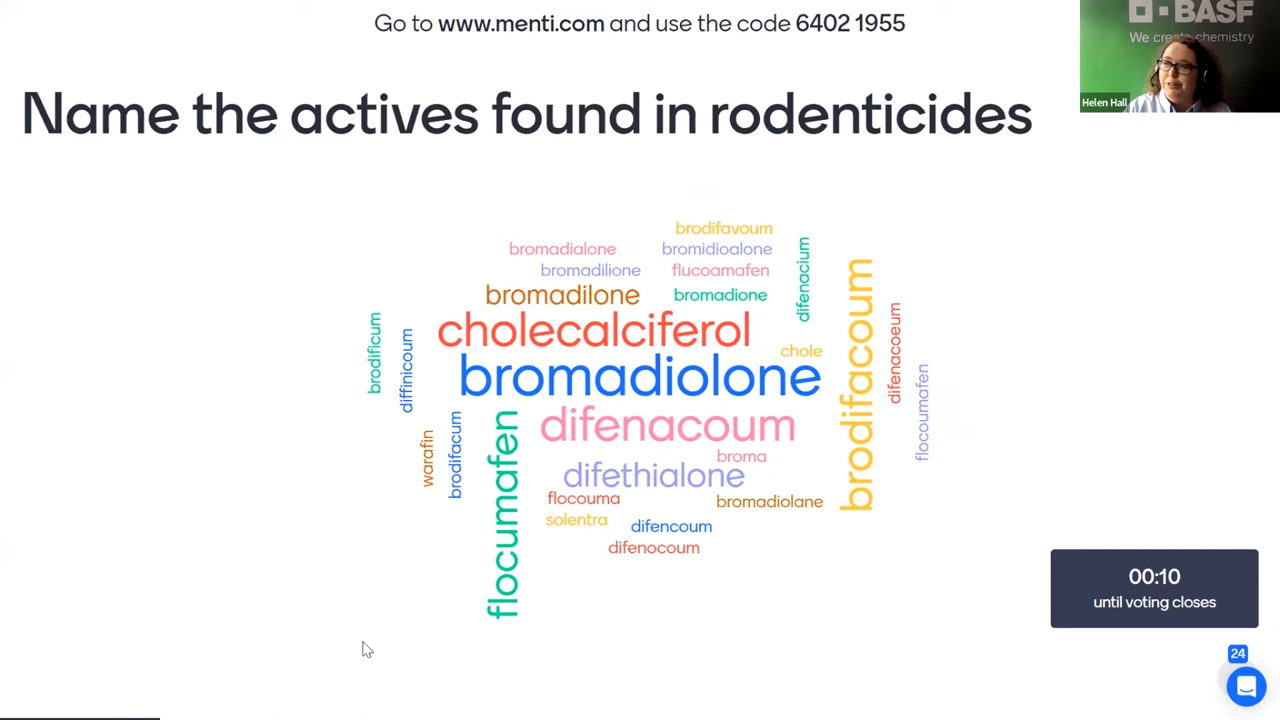 Go to www.menti.com and use the code 6402 1955
BASF
We create chemistry
Helen Hall
Name the actives found in rodenticides
brodifavoum
bromadialone
bromidioalone
bromadilione
flucoamafen
bromadilone
bromadione
difenacium
cholecalciferol
chole
bromadiolone
brodificum
diffinicoum
brodifacoum
difenacoeum
flocoumafen
difenacoum
warafin
brodifacum
flocumafen
broma
difethialone
flocouma
bromadiolane
solentra
difencoum
difenocoum
00:10
until voting closes
24